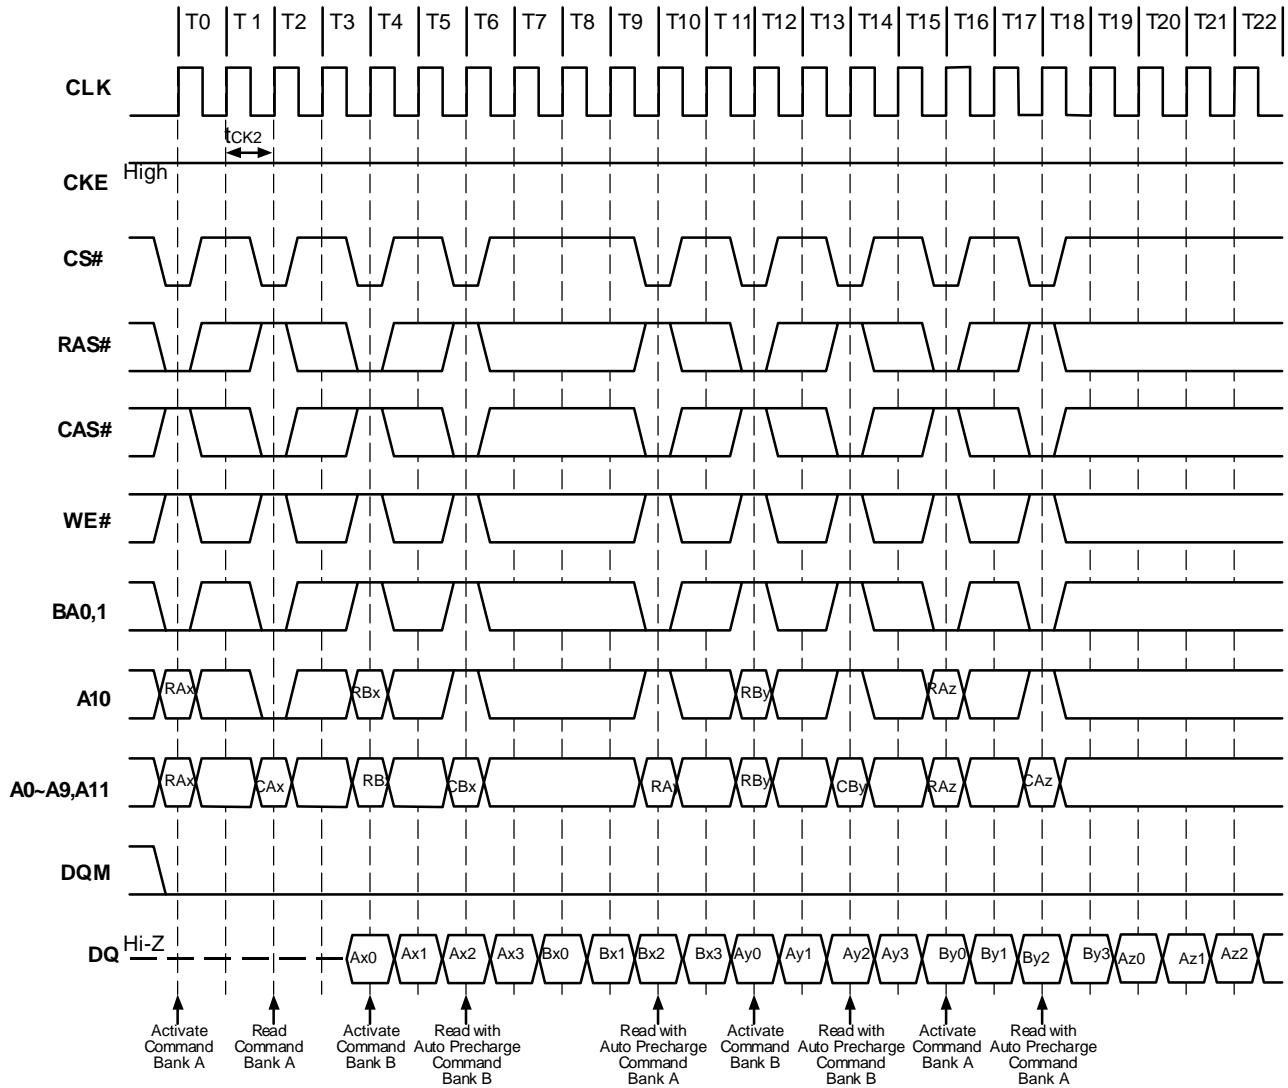 T0 T1 T2 T3 T4 T5 T6 T7 T8 T9 T10 T11 T12 T13 T14 T15 T16 T17 T18 T19 T20 T21 T22
CLK
tCK2
High
CKE
CS#
RAS#
CAS#
WE#
BA0,1
A10 RAx RBx RBy RAz
A0~A9,A11 RAx CAx RB CBx RA RBy CBy RAz CAz
DQM
DQ Hi-Z Ax0 Ax1 Ax2 Ax3 Bx0 Bx1 Bx2 Bx3 Ay0 Ay1 Ay2 Ay3 By0 By1 By2 By3 Az0 Az1 Az2
Activate Command Bank A
Read Command Bank A
Activate Command Bank B
Read with Auto Precharge Command Bank B
Read with Auto Precharge Command Bank A
Activate Command Bank B
Read with Auto Precharge Command Bank B
Activate Command Bank A
Read with Auto Precharge Command Bank A